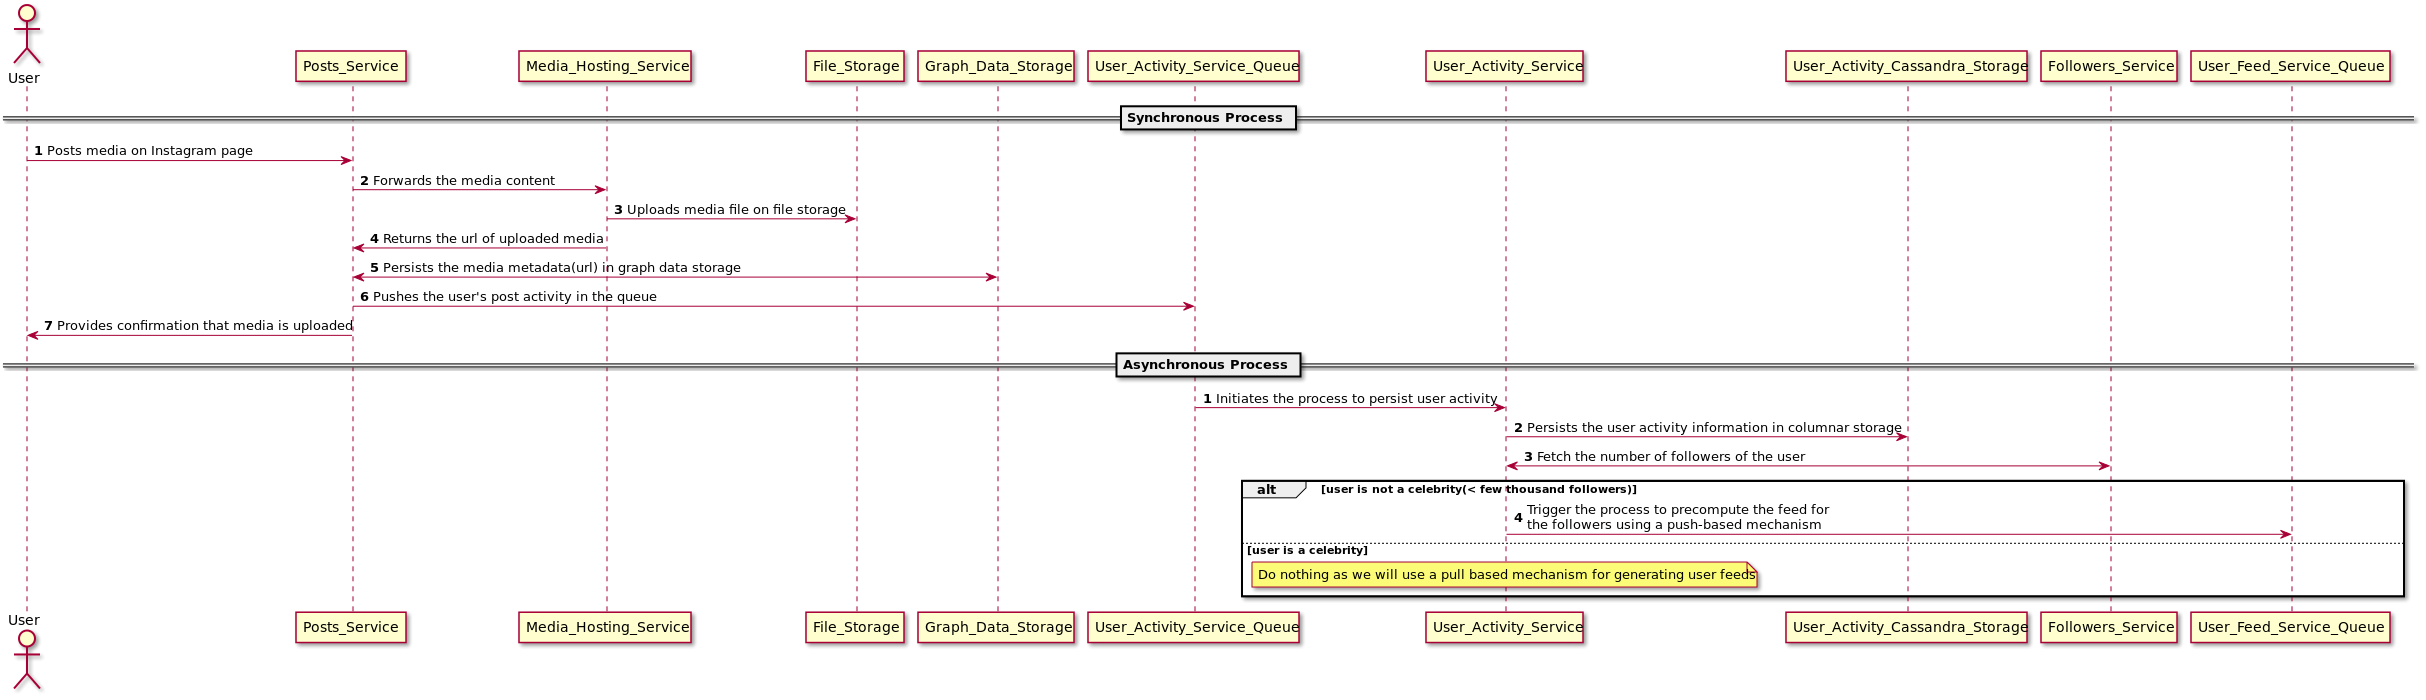 User
Posts_Service
Media_Hosting_Service
File_Storage
Graph_Data_Storage
User_Activity_Service_Queue
User_Activity_Service
User_Activity_Cassandra_Storage
Followers_Service
User_Feed_Service_Queue
Synchronous Process
1 Posts media on Instagram page
2 Forwards the media content
3 Uploads media file on file storage
4 Returns the url of uploaded media
5 Persists the media metadata(url) in graph data storage
6 Pushes the user's post activity in the queue
7 Provides confirmation that media is uploaded
Asynchronous Process
1 Initiates the process to persist user activity
2 Persists the user activity information in columnar storage
3 Fetch the number of followers of the user
alt [user is not a celebrity(< few thousand followers)]
4 Trigger the process to precompute the feed for
the followers using a push-based mechanism
[user is a celebrity]
Do nothing as we will use a pull based mechanism for generating user feeds
User
Posts_Service
Media_Hosting_Service
File_Storage
Graph_Data_Storage
User_Activity_Service_Queue
User_Activity_Service
User_Activity_Cassandra_Storage
Followers_Service
User_Feed_Service_Queue